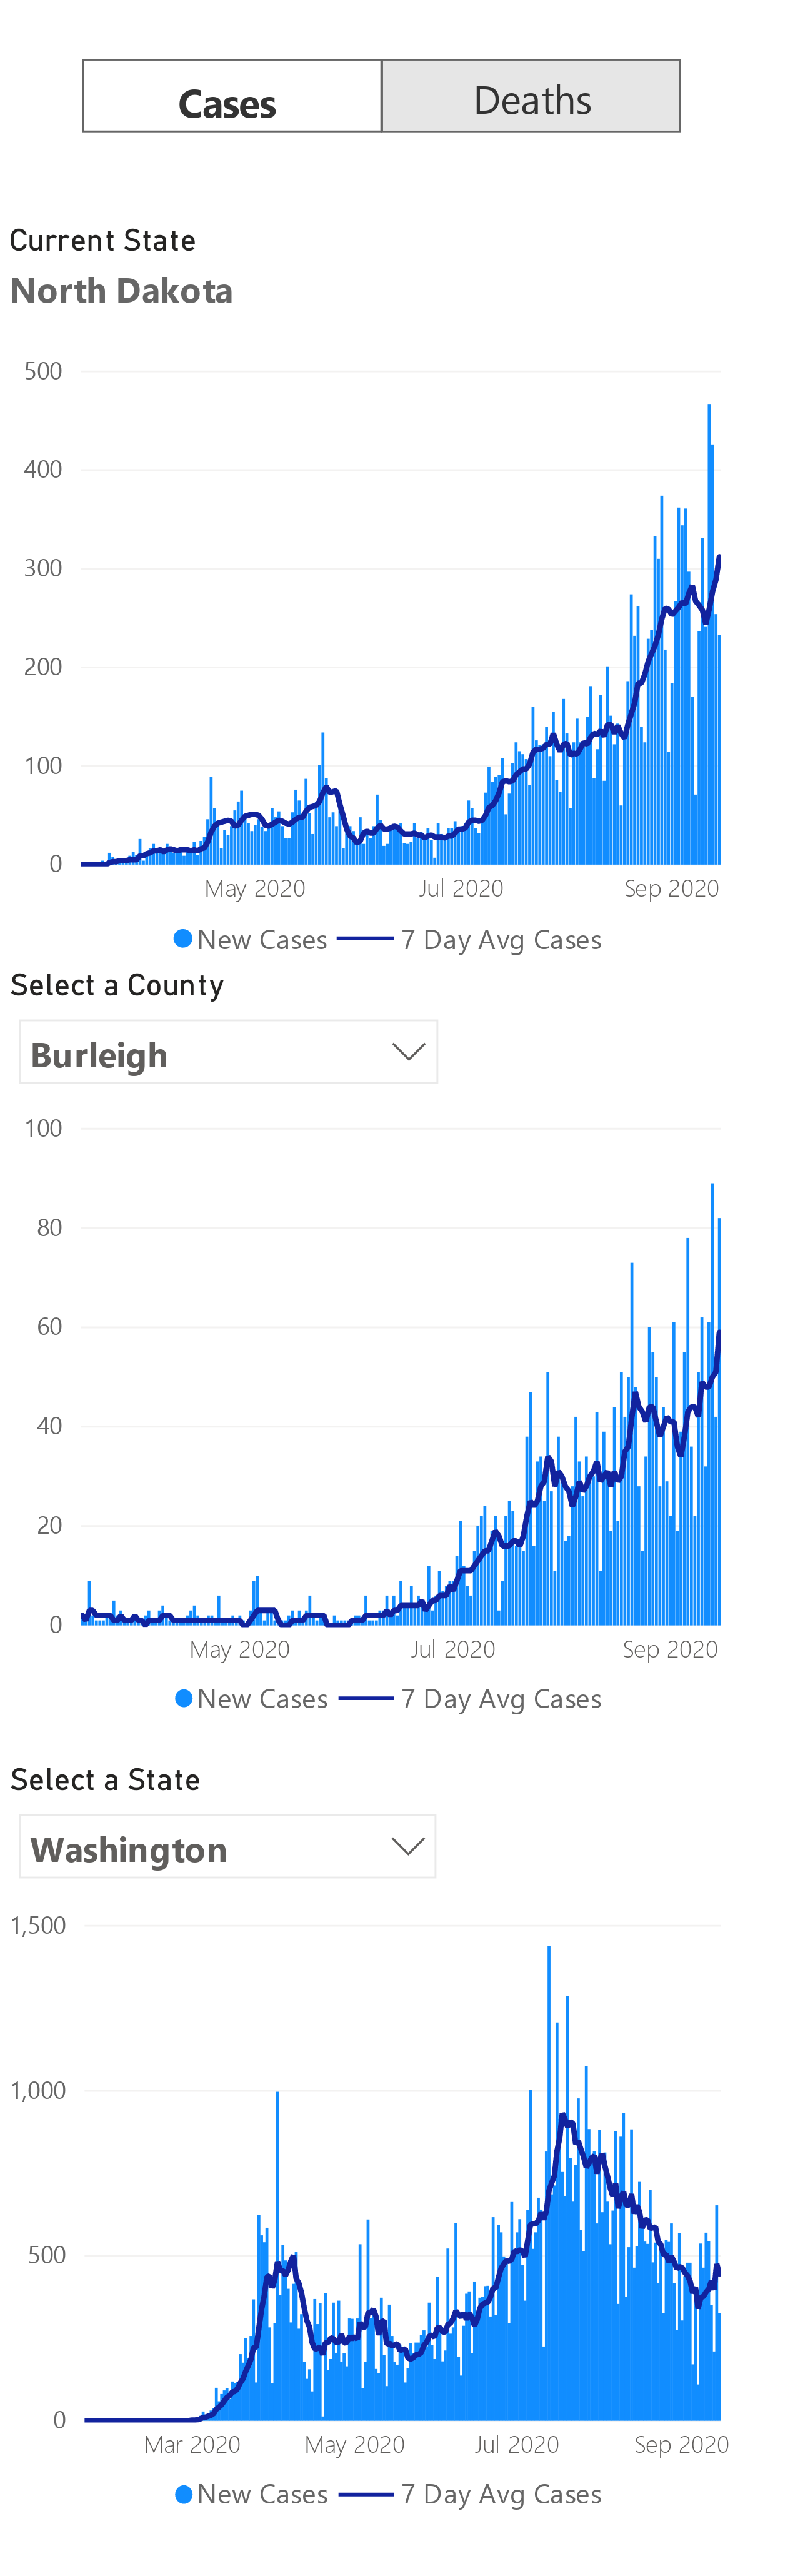 Cases Deaths
Current State
North Dakota
500
400
300
200
100
0
May 2020 Jul 2020 Sep 2020
New Cases 7 Day Avg Cases
Select a County
Burleigh
100
80
60
40
20
0
May 2020 Jul 2020 Sep 2020
New Cases 7 Day Avg Cases
Select a State
Washington
1,500
1,000
500
0
Mar 2020 May 2020 Jul 2020 Sep 2020
New Cases 7 Day Avg Cases